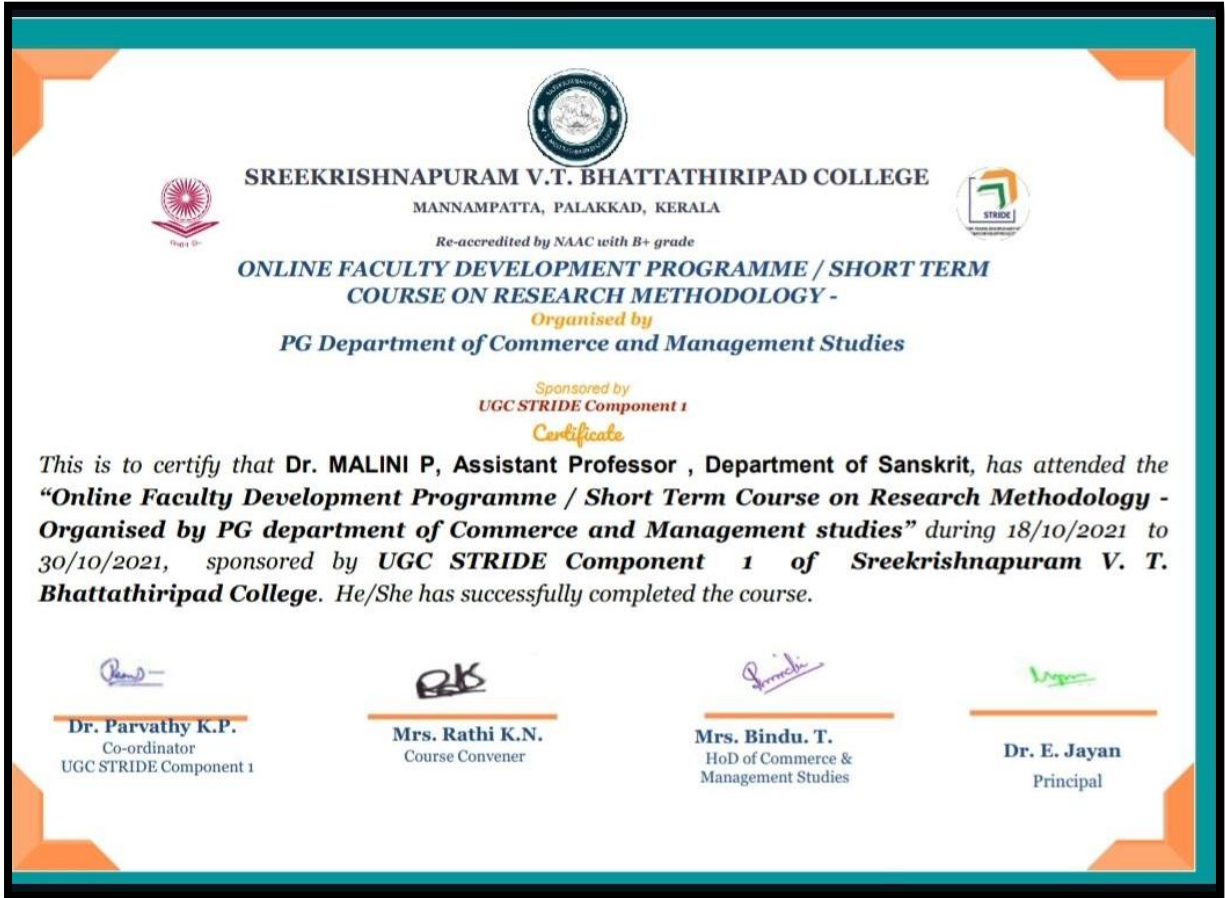 SREEKRISHNAPURAM V.T. BHATTATHIRIPAD COLLEGE
MANNAMPATTA, PALAKKAD, KERALA
STRIDE
Re-accredited by NAAC with B+ grade
ONLINE FACULTY DEVELOPMENT PROGRAMME / SHORT TERM
COURSE ON RESEARCH METHODOLOGY -
Organised by
PG Department of Commerce and Management Studies
Sponsored by
UGC STRIDE Component 1
Certificate
This is to certify that Dr. MALINI P, Assistant Professor , Department of Sanskrit, has attended the
“Online Faculty Development Programme / Short Term Course on Research Methodology -
Organised by PG department of Commerce and Management studies” during 18/10/2021 to
30/10/2021, sponsored by UGC STRIDE Component 1 of Sreekrishnapuram V. T.
Bhattathiripad College. He/She has successfully completed the course.
Dr. Parvathy K.P.
Co-ordinator
UGC STRIDE Component 1
Mrs. Rathi K.N.
Course Convener
Mrs. Bindu. T.
HoD of Commerce &
Management Studies
Dr. E. Jayan
Principal